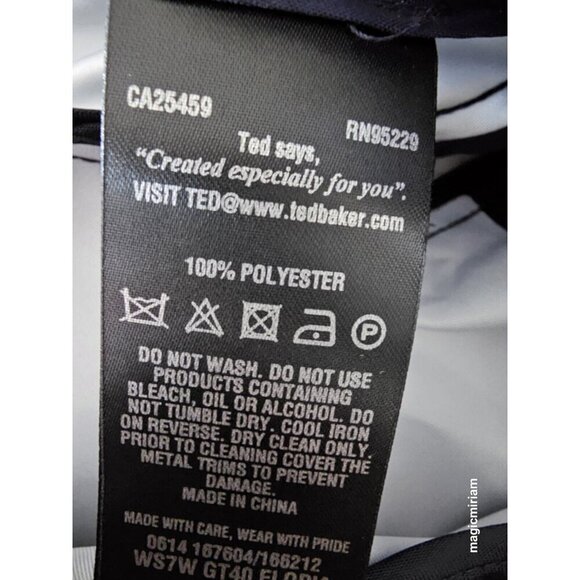 CA25459
RN95229
Ted says,
"Created especially for you".
VISIT TED@www.tedbaker.com
100% POLYESTER
P
DO NOT WASH. DO NOT USE
PRODUCTS CONTAINING
BLEACH, OIL OR ALCOHOL. DO
NOT TUMBLE DRY. COOL IRON
ON REVERSE. DRY CLEAN ONLY.
PRIOR TO CLEANING COVER THE
METAL TRIMS TO PREVENT
DAMAGE.
MADE IN CHINA
MADE WITH CARE, WEAR WITH PRIDE
0614 167604/166212
WS7W GT40
magicmiriam